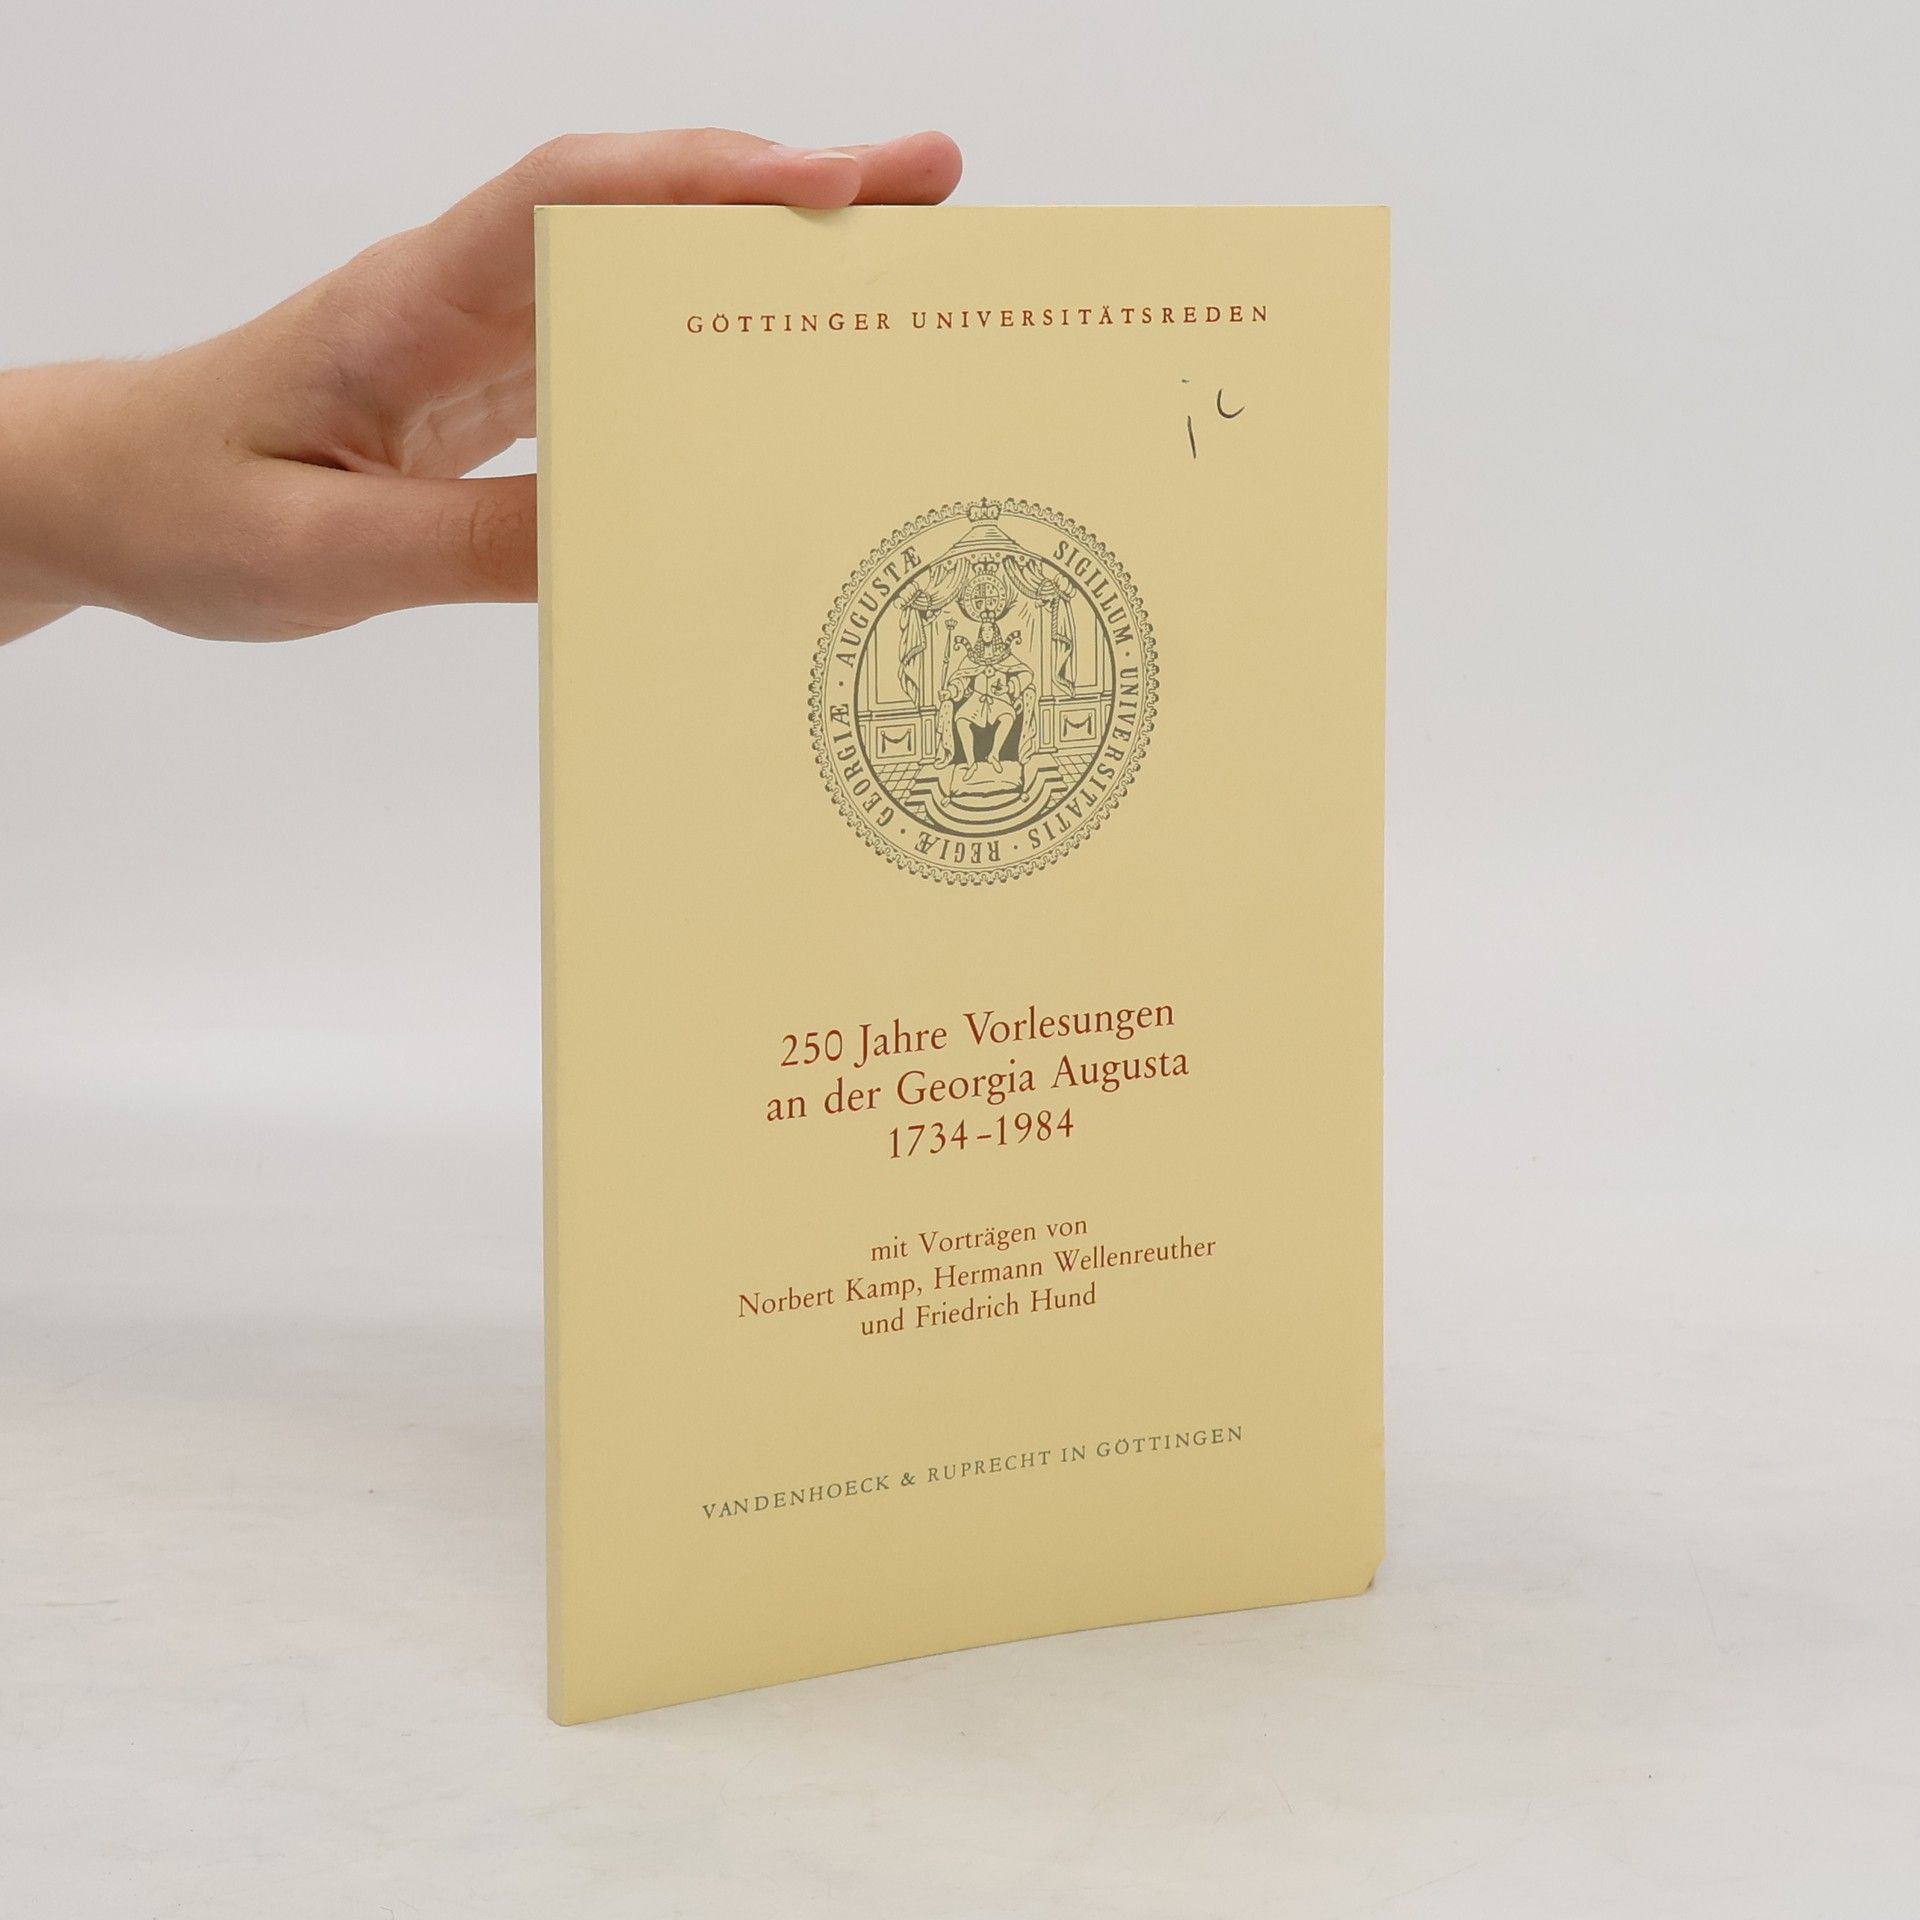 GÖTTINGER UNIVERSITÄTSREDEN
SIGILLUM · UNIVERSITATIS · REGIÆ · GEORGIÆ · AUGUSTÆ
250 Jahre Vorlesungen
an der Georgia Augusta
1734–1984
mit Vorträgen von
Norbert Kamp, Hermann Wellenreuther
und Friedrich Hund
VANDENHOECK & RUPRECHT IN GÖTTINGEN